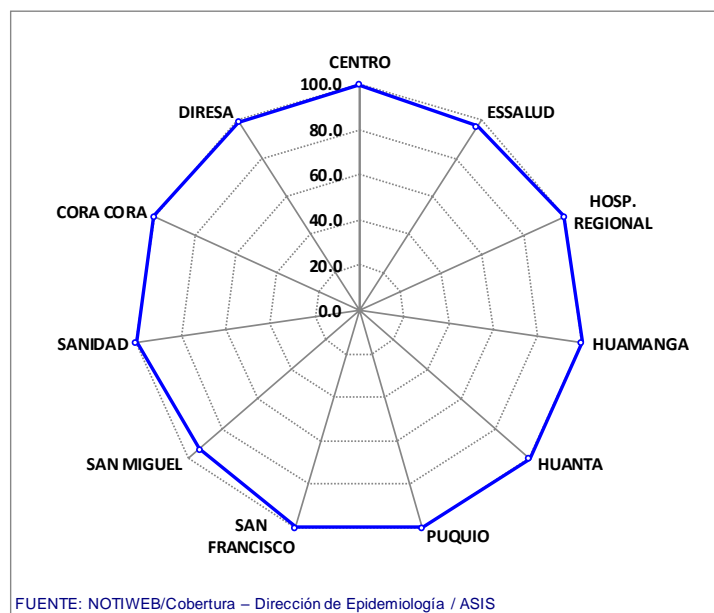 CENTRO
100.0
DIRESA
ESSALUD
80.0
60.0
HOSP.
REGIONAL
CORA CORA
40.0
20.0
0.0
SANIDAD
HUAMANGA
SAN MIGUEL
HUANTA
SAN
FRANCISCO
PUQUIO
FUENTE: NOTIWEB/Cobertura – Dirección de Epidemiología / ASIS